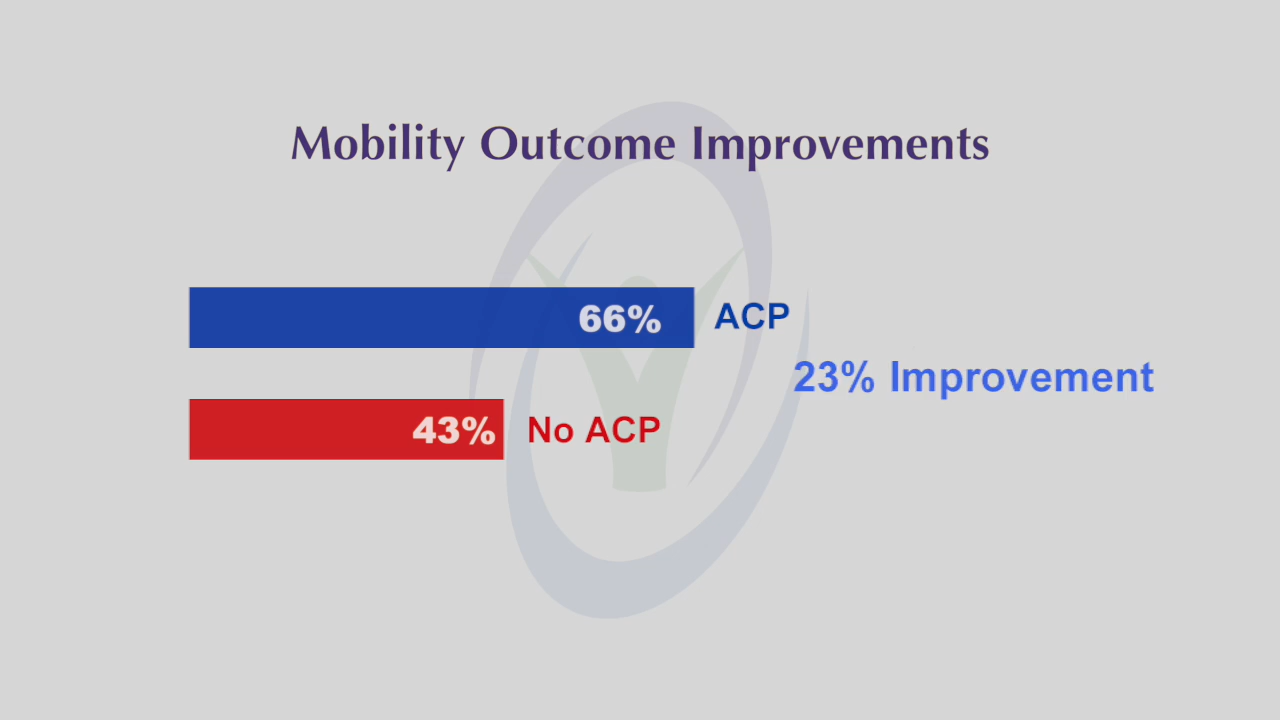 Mobility Outcome Improvements
66% ACP
23% Improvement
43% No ACP